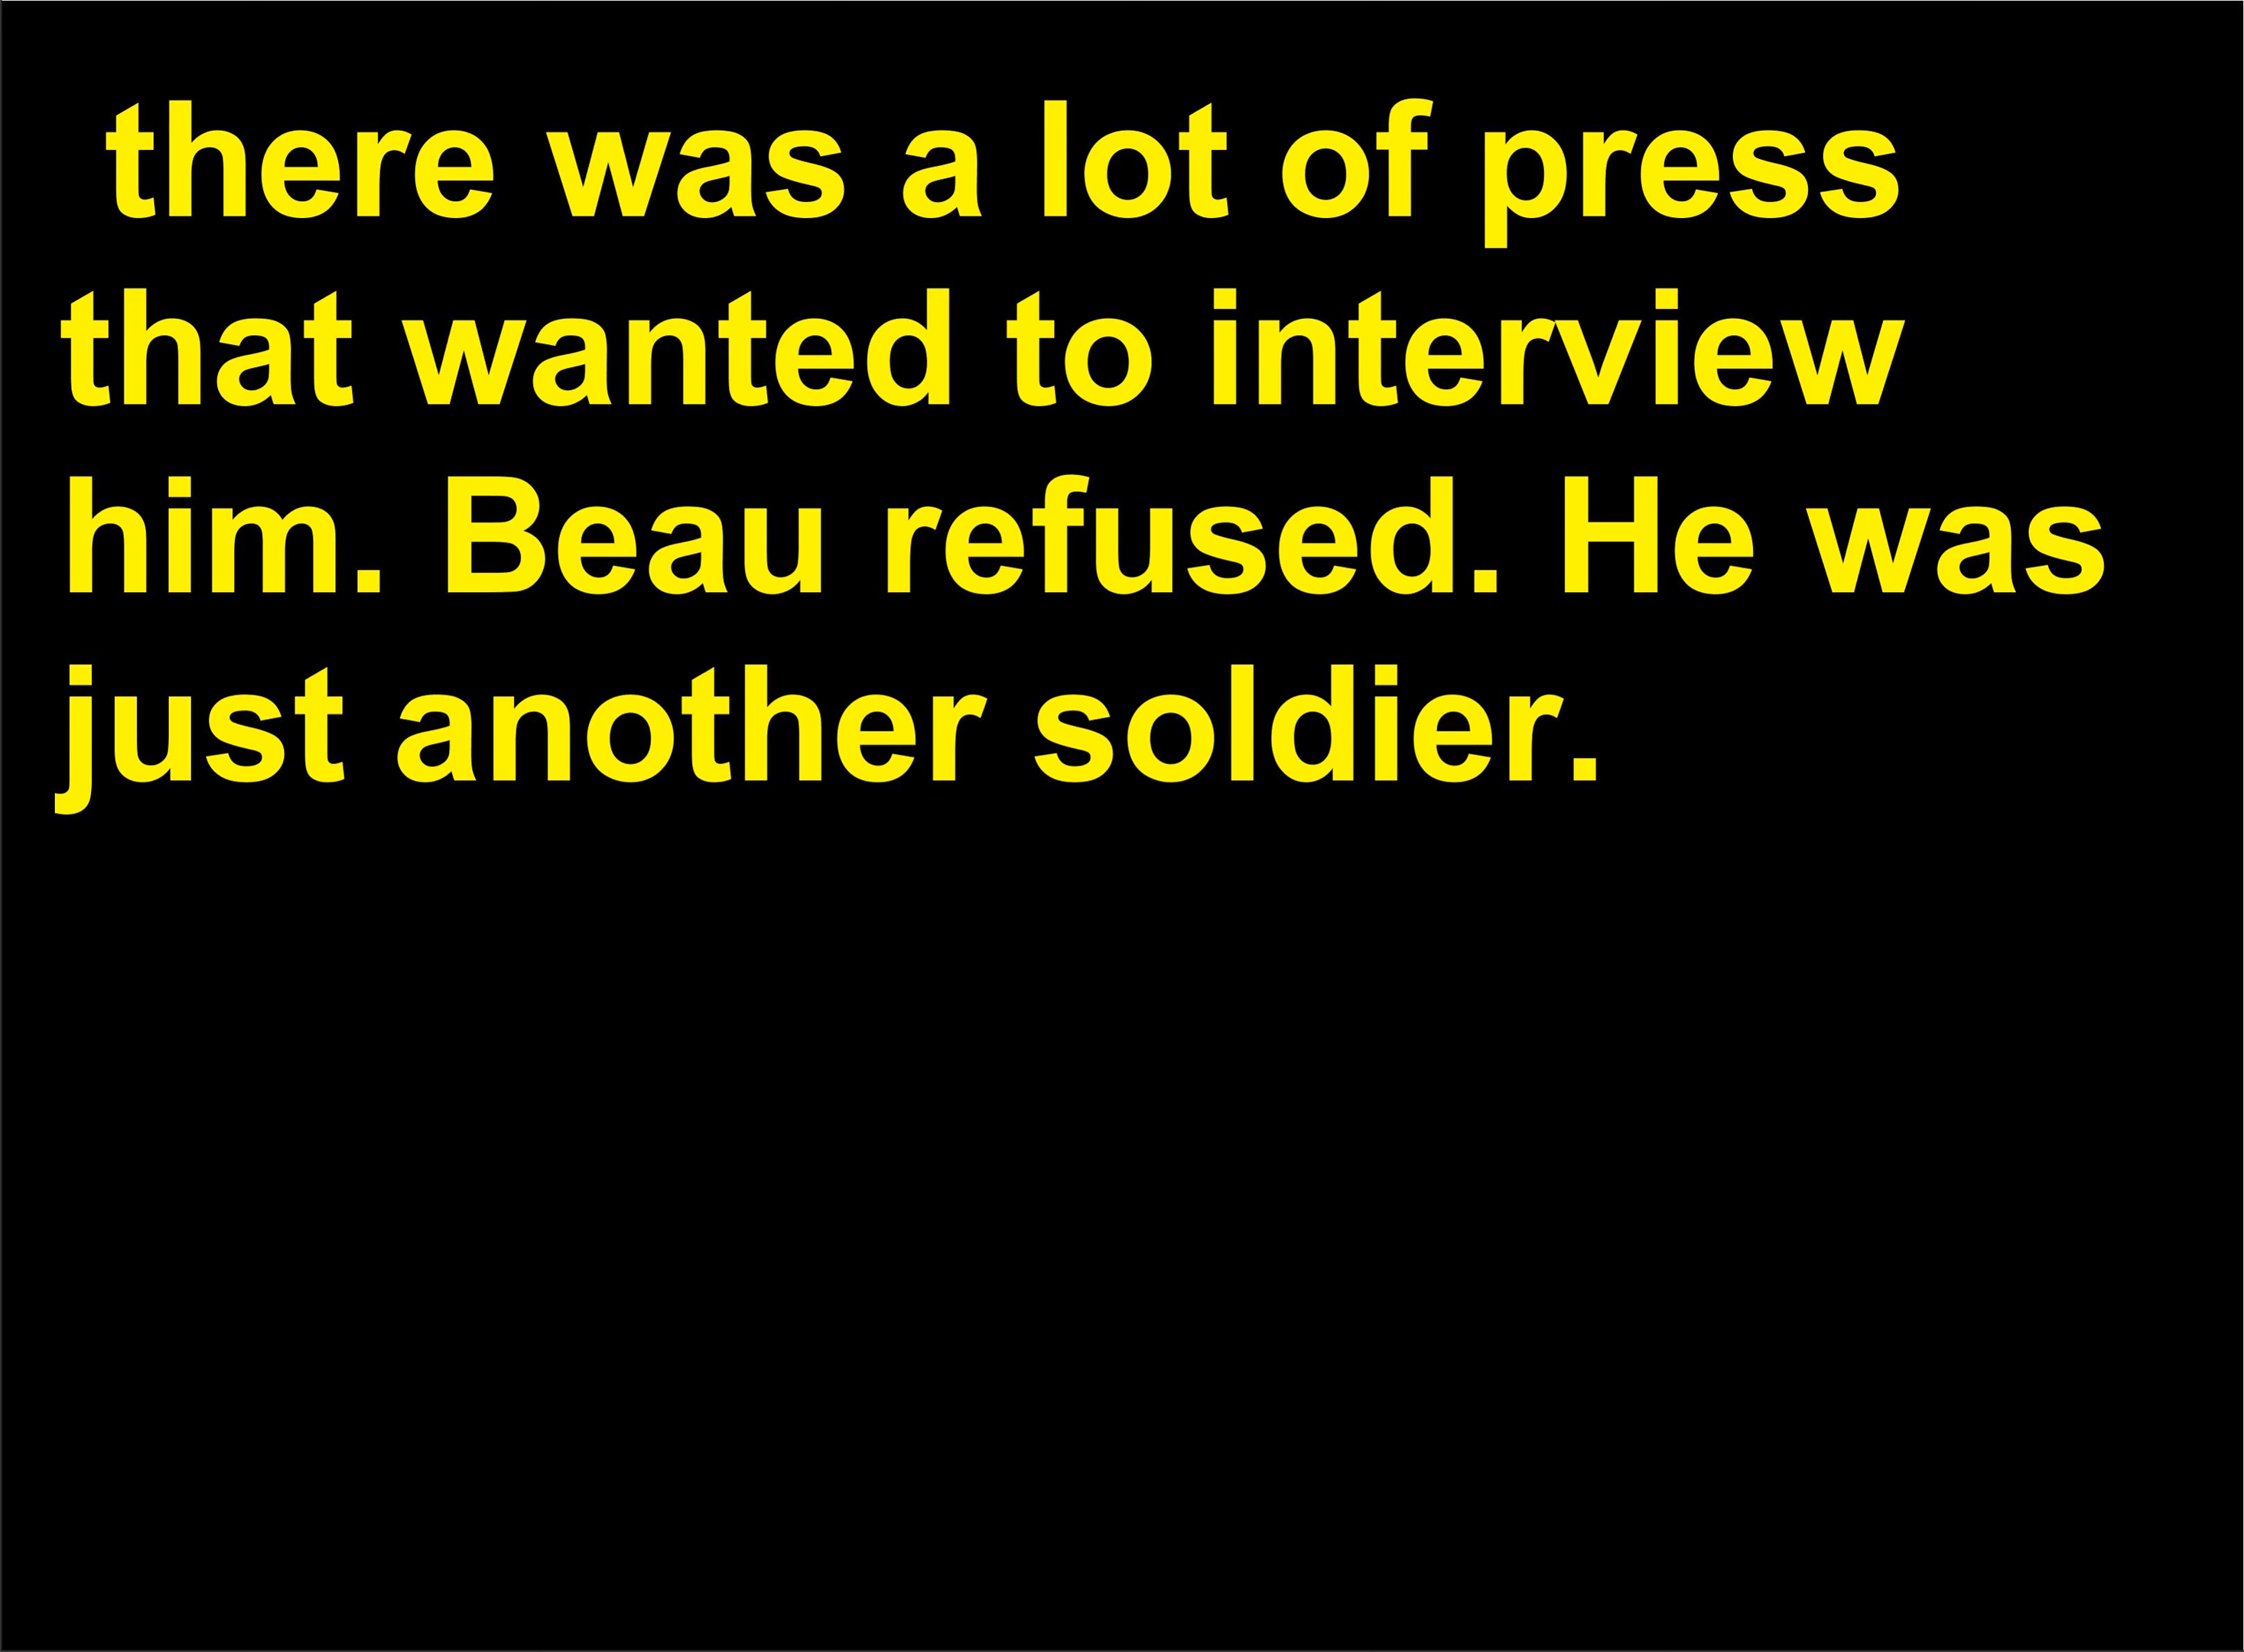 there was a lot of press
that wanted to interview
him. Beau refused. He was
just another soldier.